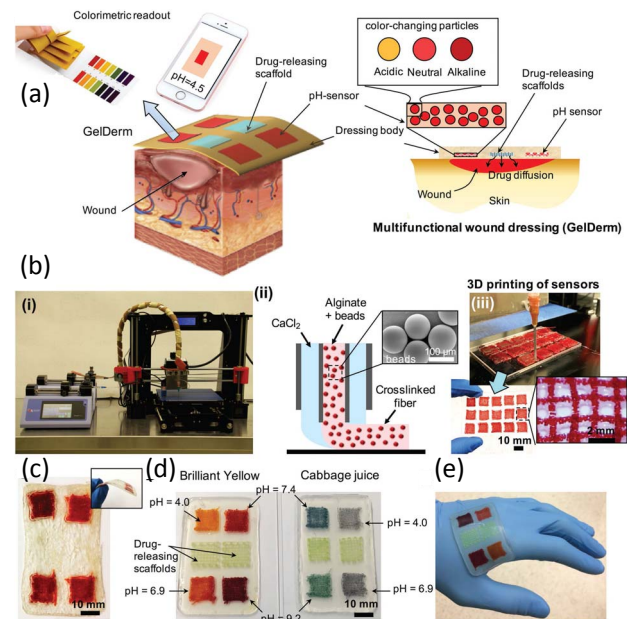 Colorimetric readout
pH=4.5
Drug-releasing
scaffold
pH-sensor
Dressing body
(a)
GelDerm
Wound
color-changing particles
Acidic Neutral Alkaline
Drug-releasing
scaffolds
pH sensor
Drug diffusion
Wound
Skin
Multifunctional wound dressing (GelDerm)
(b)
(i)
(ii)
Alginate
+ beads
CaCl2
beads
100 μm
Crosslinked
fiber
3D printing of sensors
(iii)
10 mm
2 mm
(c)
10 mm
(d)
Brilliant Yellow
Cabbage juice
pH = 7.4
pH = 4.0
pH = 4.0
Drug-
releasing
scaffolds
pH = 6.9
pH = 6.9
pH = 9.2
10 mm
(e)